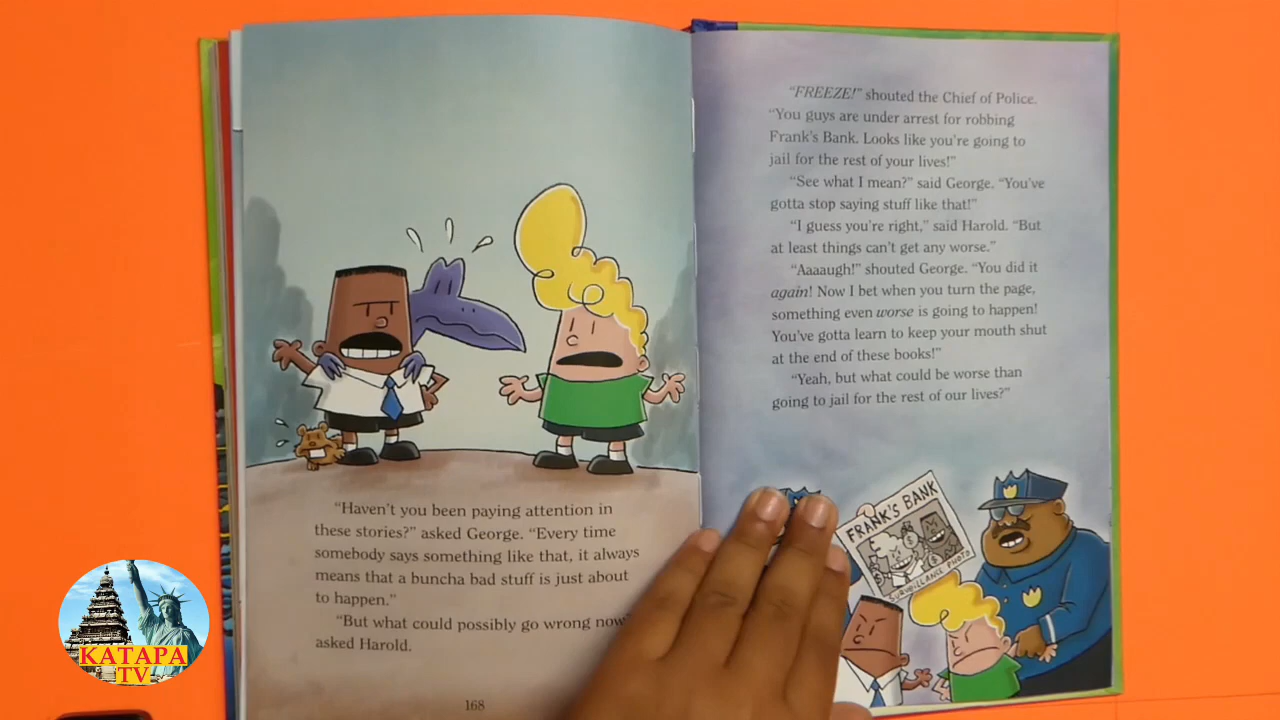 "Haven't you been paying attention in
these stories?" asked George. "Every time
somebody says something like that, it always
means that a buncha bad stuff is just about
to happen."
"But what could possibly go wrong now?"
asked Harold.
168
"FREEZE!" shouted the Chief of Police.
"You guys are under arrest for robbing
Frank's Bank. Looks like you're going to
jail for the rest of your lives!"
"See what I mean?" said George. "You've
gotta stop saying stuff like that!"
"I guess you're right," said Harold. "But
at least things can't get any worse."
"Aaaaugh!" shouted George. "You did it
again! Now I bet when you turn the page,
something even worse is going to happen!
You've gotta learn to keep your mouth shut
at the end of these books!"
"Yeah, but what could be worse than
going to jail for the rest of our lives?"
FRANK'S BANK
SURVEILLANCE PHOTO
KATAPA
TV